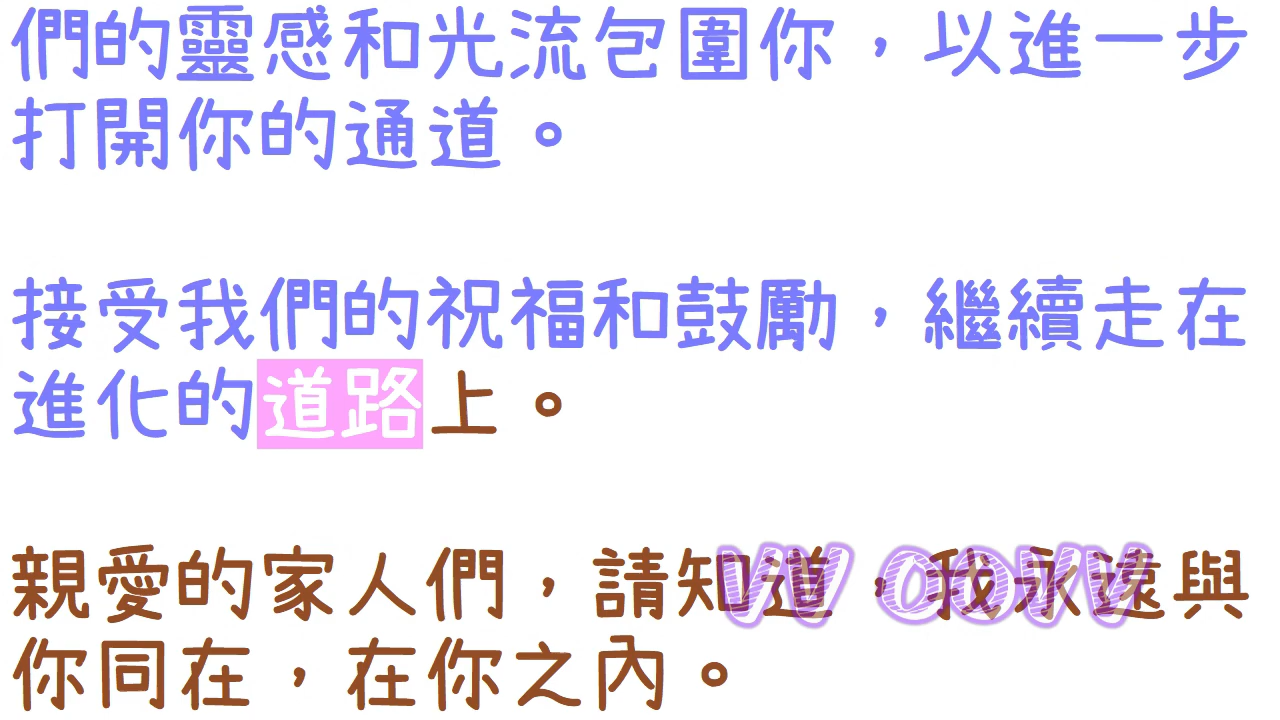 們的靈感和光流包圍你，以進一步
打開你的通道。
接受我們的祝福和鼓勵，繼續走在
進化的道路上。
親愛的家人們，請知道，我永遠與
你同在，在你之內。